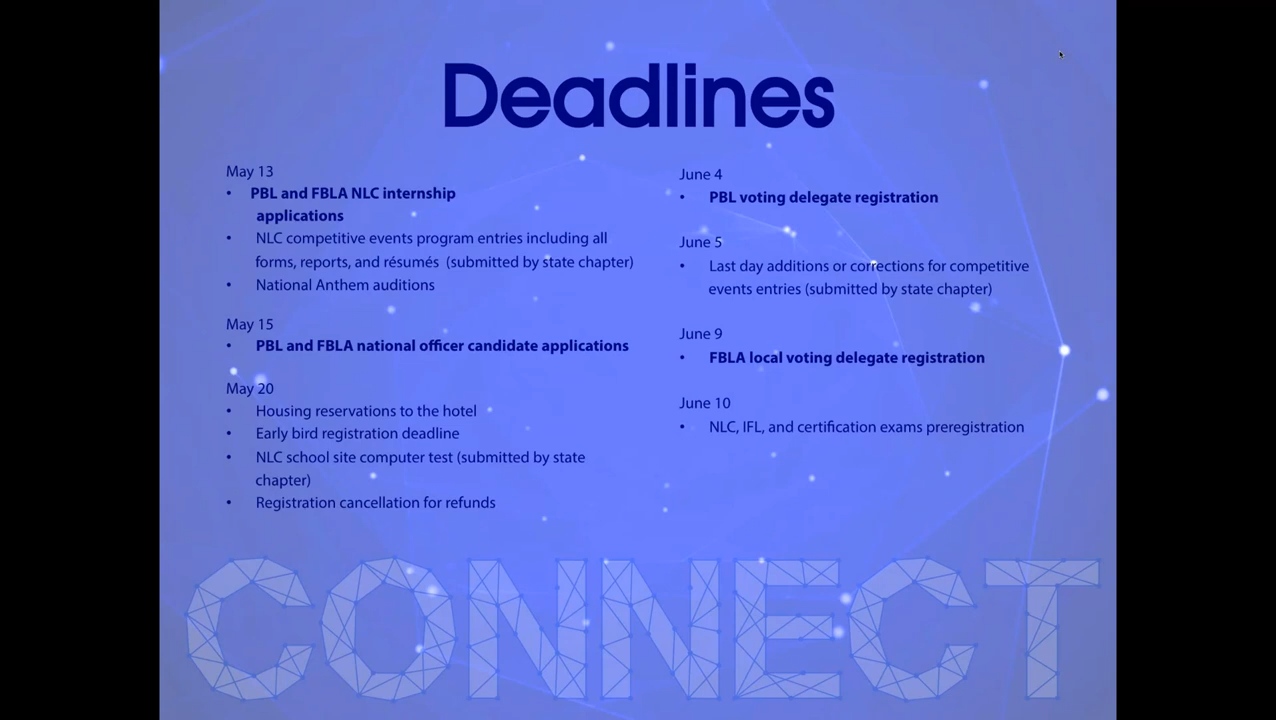 Deadlines
May 13
• PBL and FBLA NLC internship
applications
• NLC competitive events program entries including all
forms, reports, and résumés (submitted by state chapter)
• National Anthem auditions
May 15
• PBL and FBLA national officer candidate applications
May 20
• Housing reservations to the hotel
• Early bird registration deadline
• NLC school site computer test (submitted by state
chapter)
• Registration cancellation for refunds
June 4
• PBL voting delegate registration
June 5
• Last day additions or corrections for competitive
events entries (submitted by state chapter)
June 9
• FBLA local voting delegate registration
June 10
• NLC, IFL, and certification exams preregistration
CONNECT